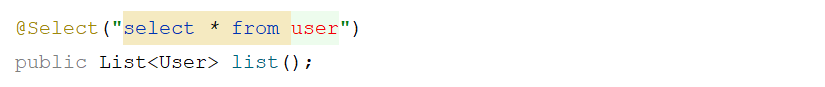 @Select("select * from user")
public List<User> list();